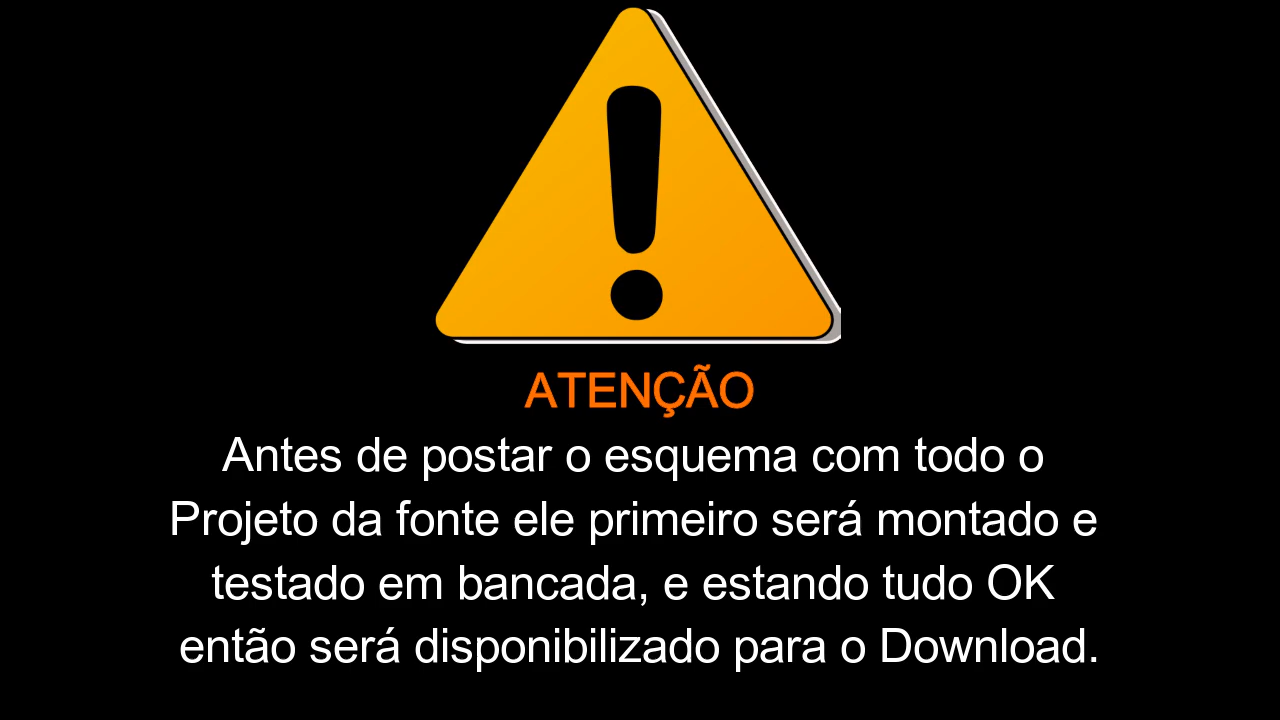 ATENÇÃO
Antes de postar o esquema com todo o
Projeto da fonte ele primeiro será montado e
testado em bancada, e estando tudo OK
então será disponibilizado para o Download.